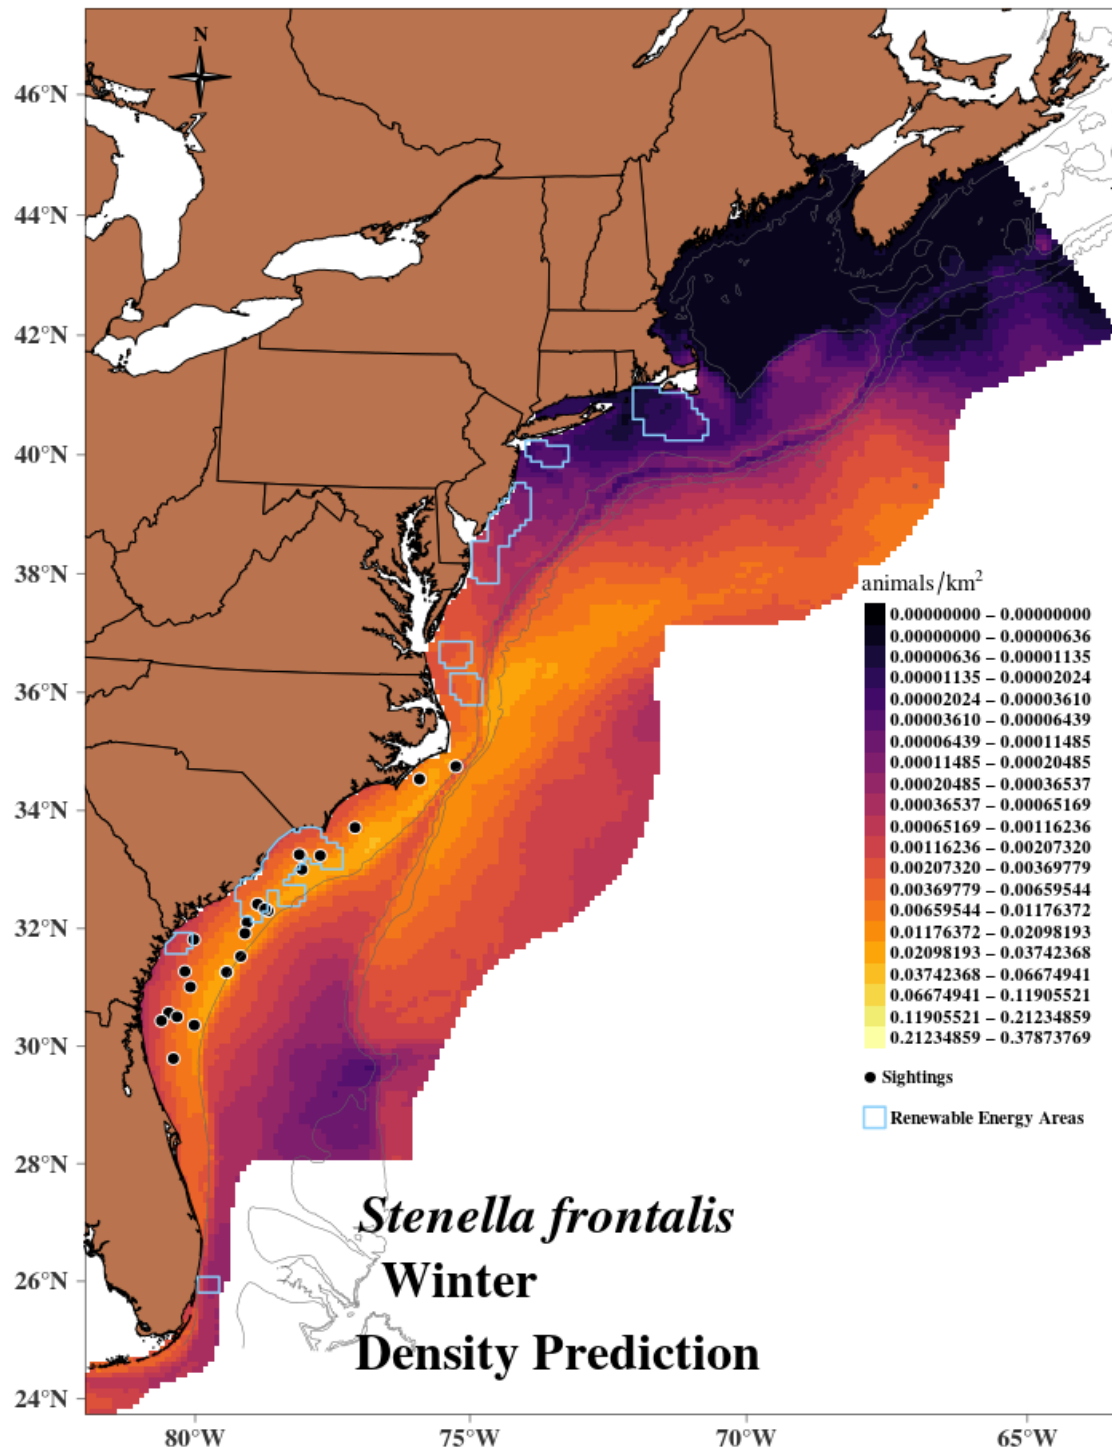 N
46°N
44°N
42°N
40°N
38°N
36°N
34°N
32°N
30°N
28°N
26°N
24°N
80°W
75°W
70°W
65°W
animals/km²
0.00000000 – 0.00000000
0.00000000 – 0.00000636
0.00000636 – 0.00001135
0.00001135 – 0.00002024
0.00002024 – 0.00003610
0.00003610 – 0.00006439
0.00006439 – 0.00011485
0.00011485 – 0.00020485
0.00020485 – 0.00036537
0.00036537 – 0.00065169
0.00065169 – 0.00116236
0.00116236 – 0.00207320
0.00207320 – 0.00369779
0.00369779 – 0.00659544
0.00659544 – 0.01176372
0.01176372 – 0.02098193
0.02098193 – 0.03742368
0.03742368 – 0.06674941
0.06674941 – 0.11905521
0.11905521 – 0.21234859
0.21234859 – 0.37873769
Sightings
Renewable Energy Areas
Stenella frontalis
Winter
Density Prediction